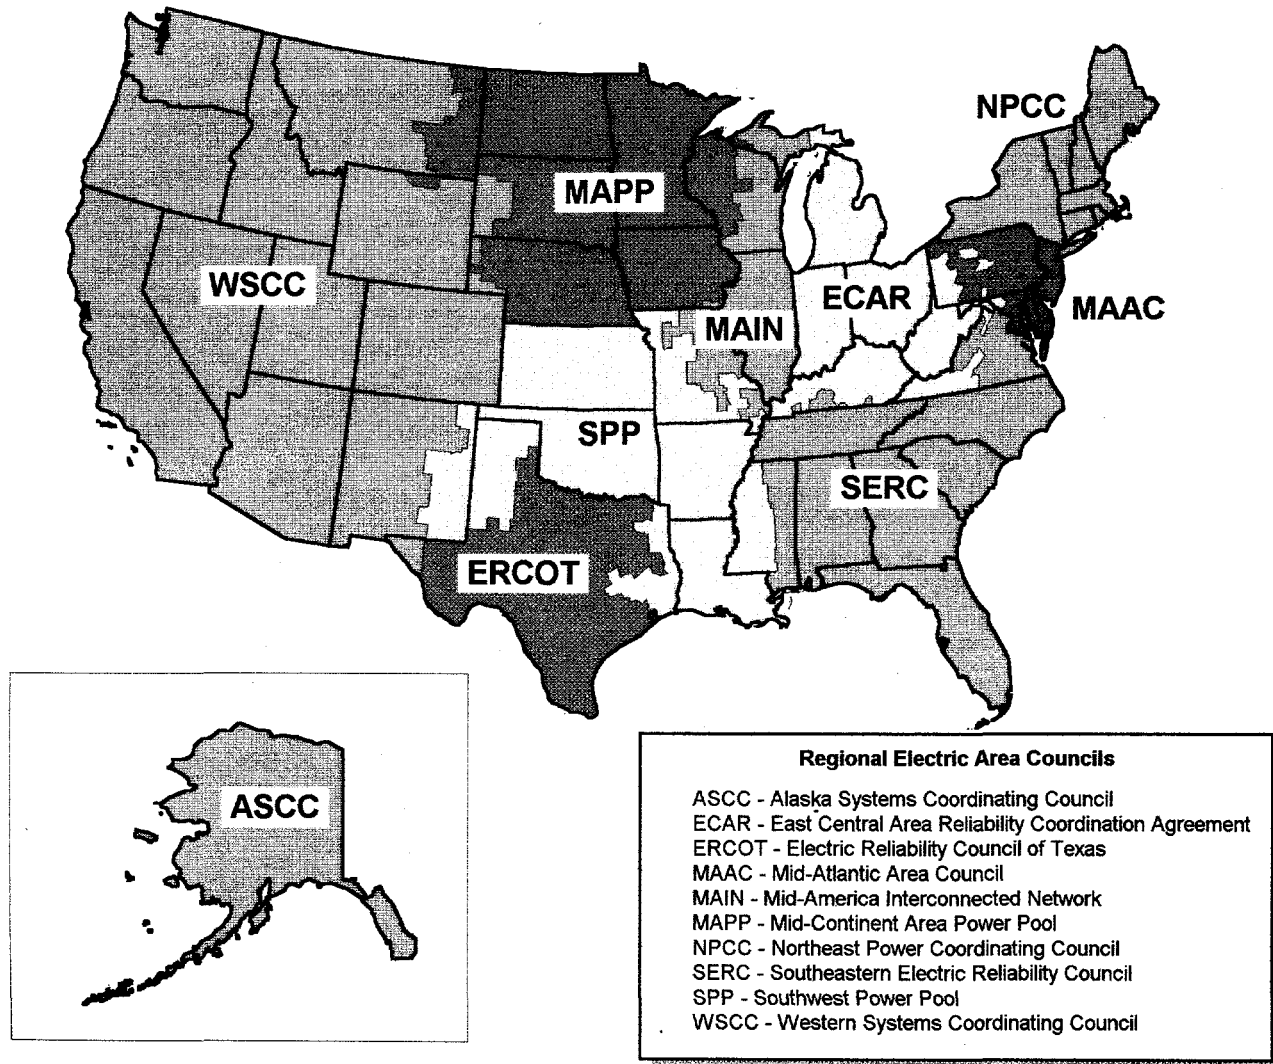 NPCC
MAPP
WSCC
ECAR
MAAC
MAIN
SPP
SERC
ERCOT
ASCC
Regional Electric Area Councils
ASCC - Alaska Systems Coordinating Council
ECAR - East Central Area Reliability Coordination Agreement
ERCOT - Electric Reliability Council of Texas
MAAC - Mid-Atlantic Area Council
MAIN - Mid-America Interconnected Network
MAPP - Mid-Continent Area Power Pool
NPCC - Northeast Power Coordinating Council
SERC - Southeastern Electric Reliability Council
SPP - Southwest Power Pool
WSCC - Western Systems Coordinating Council